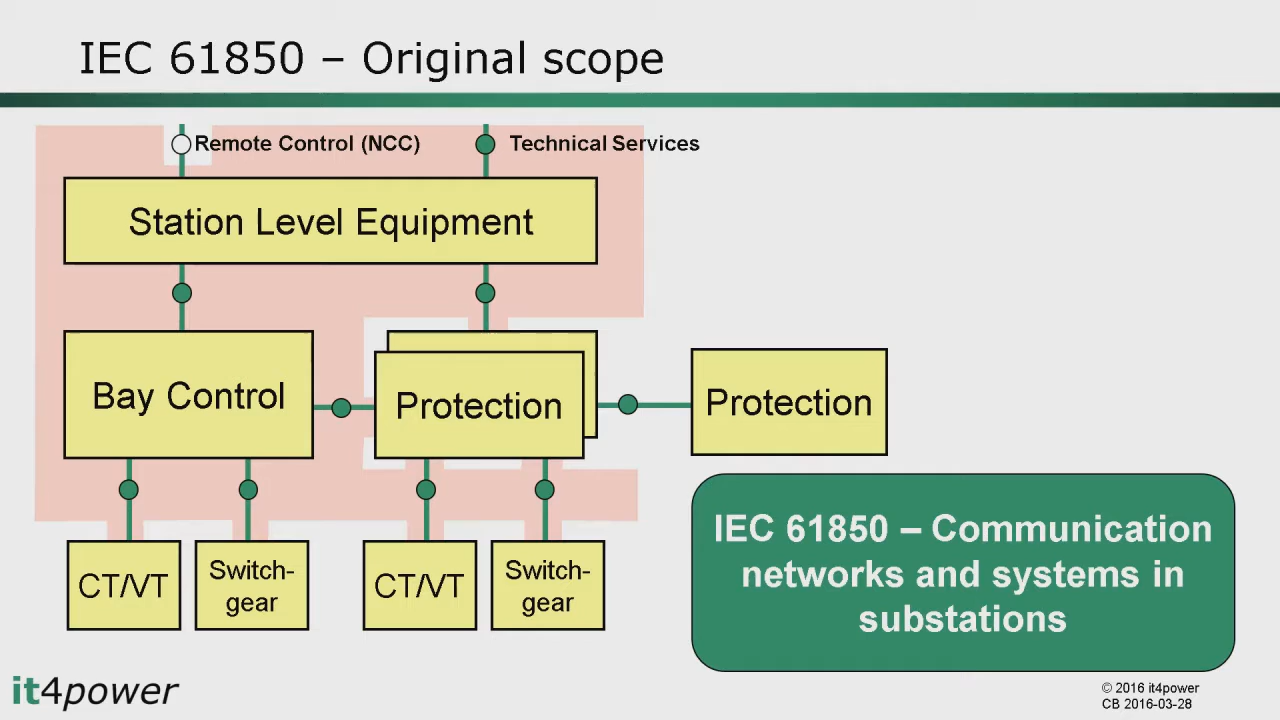 IEC 61850 – Original scope
Remote Control (NCC)
Technical Services
Station Level Equipment
Bay Control
Protection
Protection
CT/VT
Switch-
gear
CT/VT
Switch-
gear
IEC 61850 – Communication
networks and systems in
substations
it4power
© 2016 it4power
CB 2016-03-28